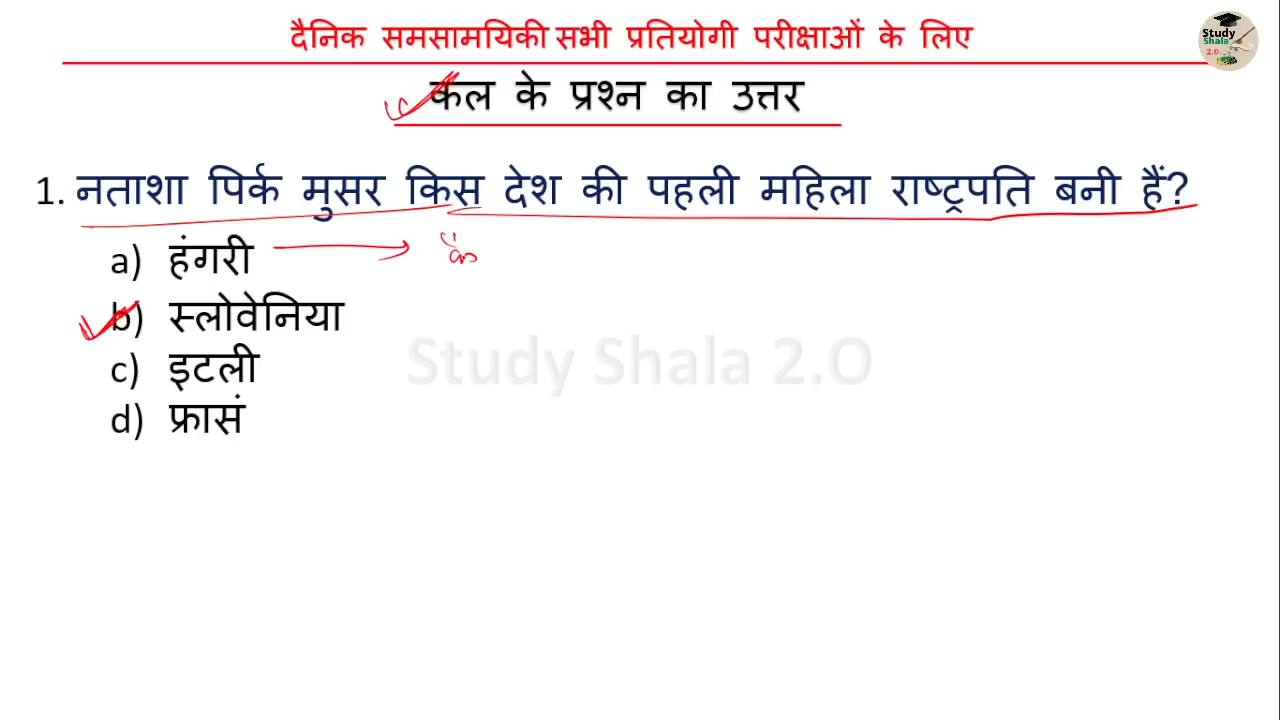 दैनिक समसामयिकी सभी प्रतियोगी परीक्षाओं के लिए
Study
Shala
2.0.
कल के प्रश्न का उत्तर
1. नताशा पिर्क मुसर किस देश की पहली महिला राष्ट्रपति बनी हैं?
a) हंगरी
b) स्लोवेनिया
c) इटली
d) फ्रासं
Study Shala 2.O